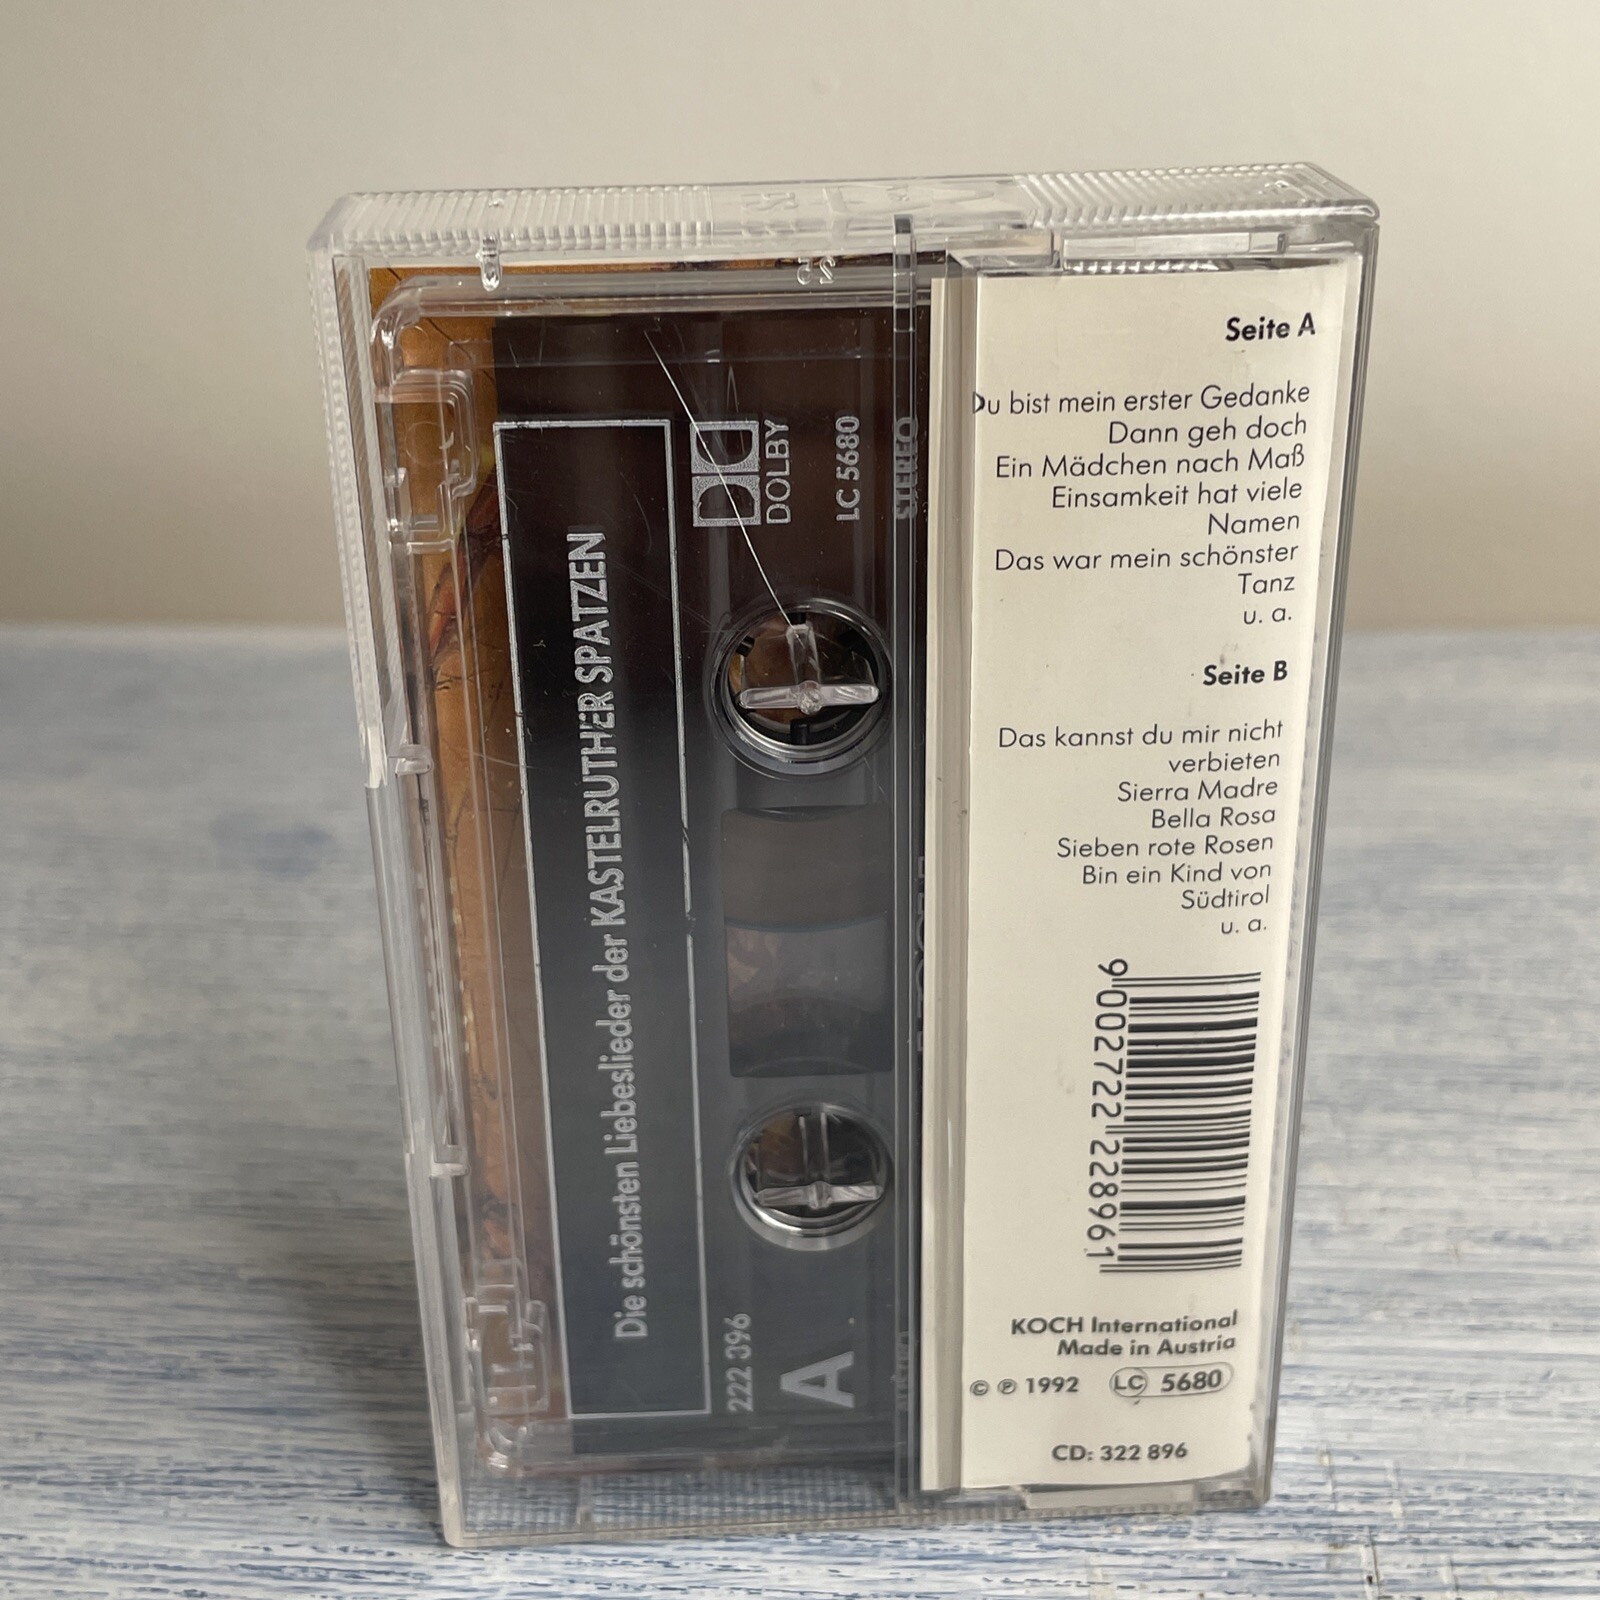 Die schönsten Liebeslieder der KASTELRUTHER SPATZEN
DOLBY
LC 5680
STEREO
222 396
A
Seite A
Du bist mein erster Gedanke
Dann geh doch
Ein Mädchen nach Maß
Einsamkeit hat viele
Namen
Das war mein schönster
Tanz
u. a.
Seite B
Das kannst du mir nicht
verbieten
Sierra Madre
Bella Rosa
Sieben rote Rosen
Bin ein Kind von
Südtirol
u. a.
9 002722 228961
KOCH International
Made in Austria
© ℗ 1992 LC 5680
CD: 322 896